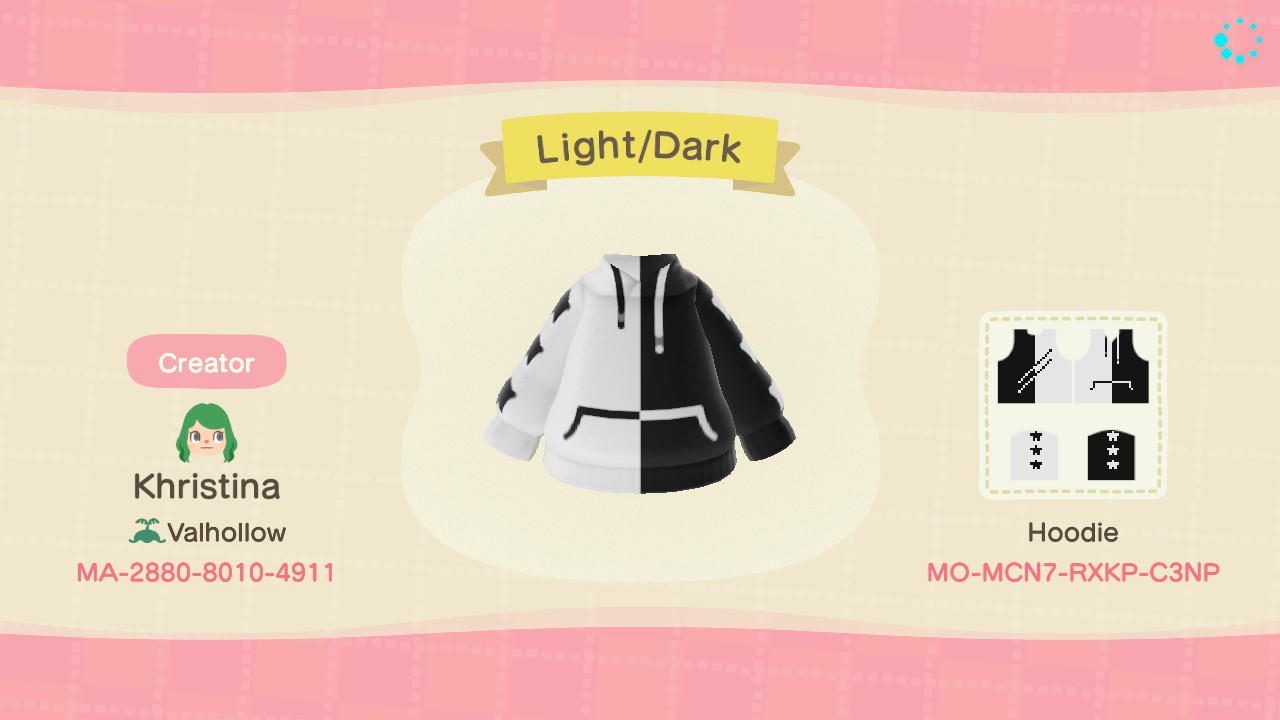 Light/Dark
Creator
Khristina
Valhollow
MA-2880-8010-4911
Hoodie
MO-MCN7-RXKP-C3NP